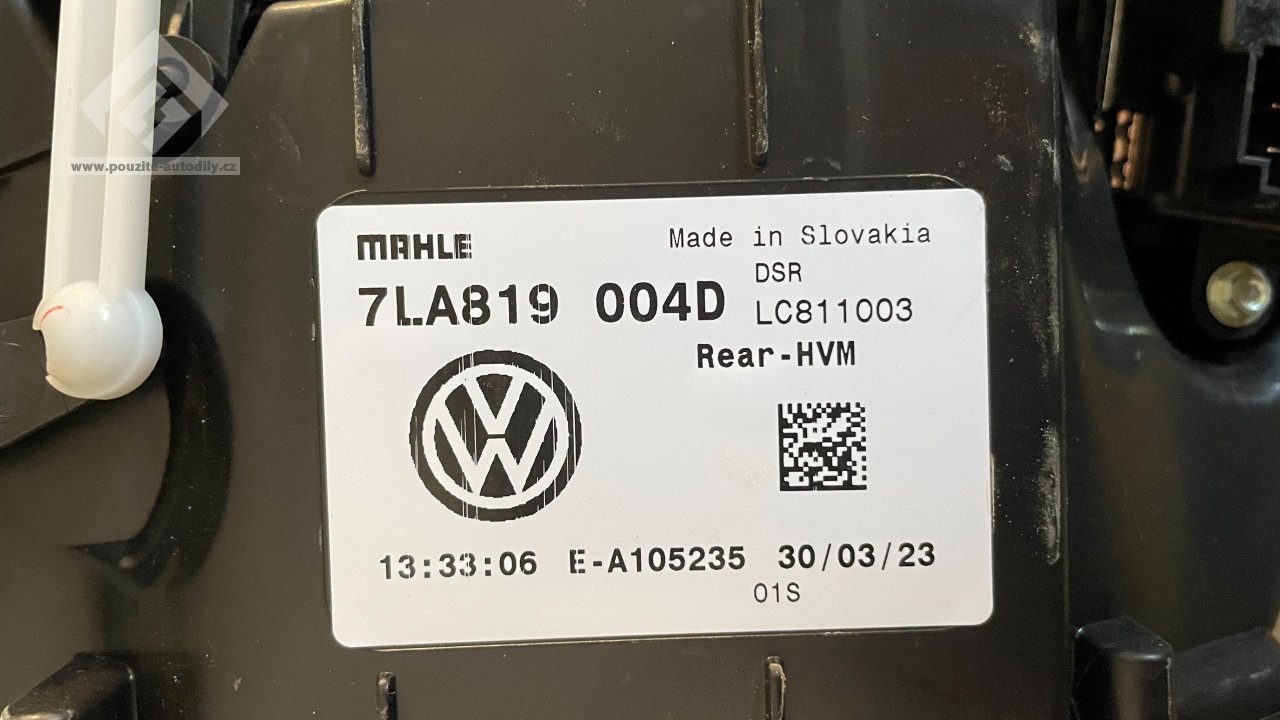 www.pouzite-autodily.cz
MAHLE
Made in Slovakia
7LA819 004D
DSR
LC811003
Rear-HVM
13:33:06 E-A105235 30/03/23
01S